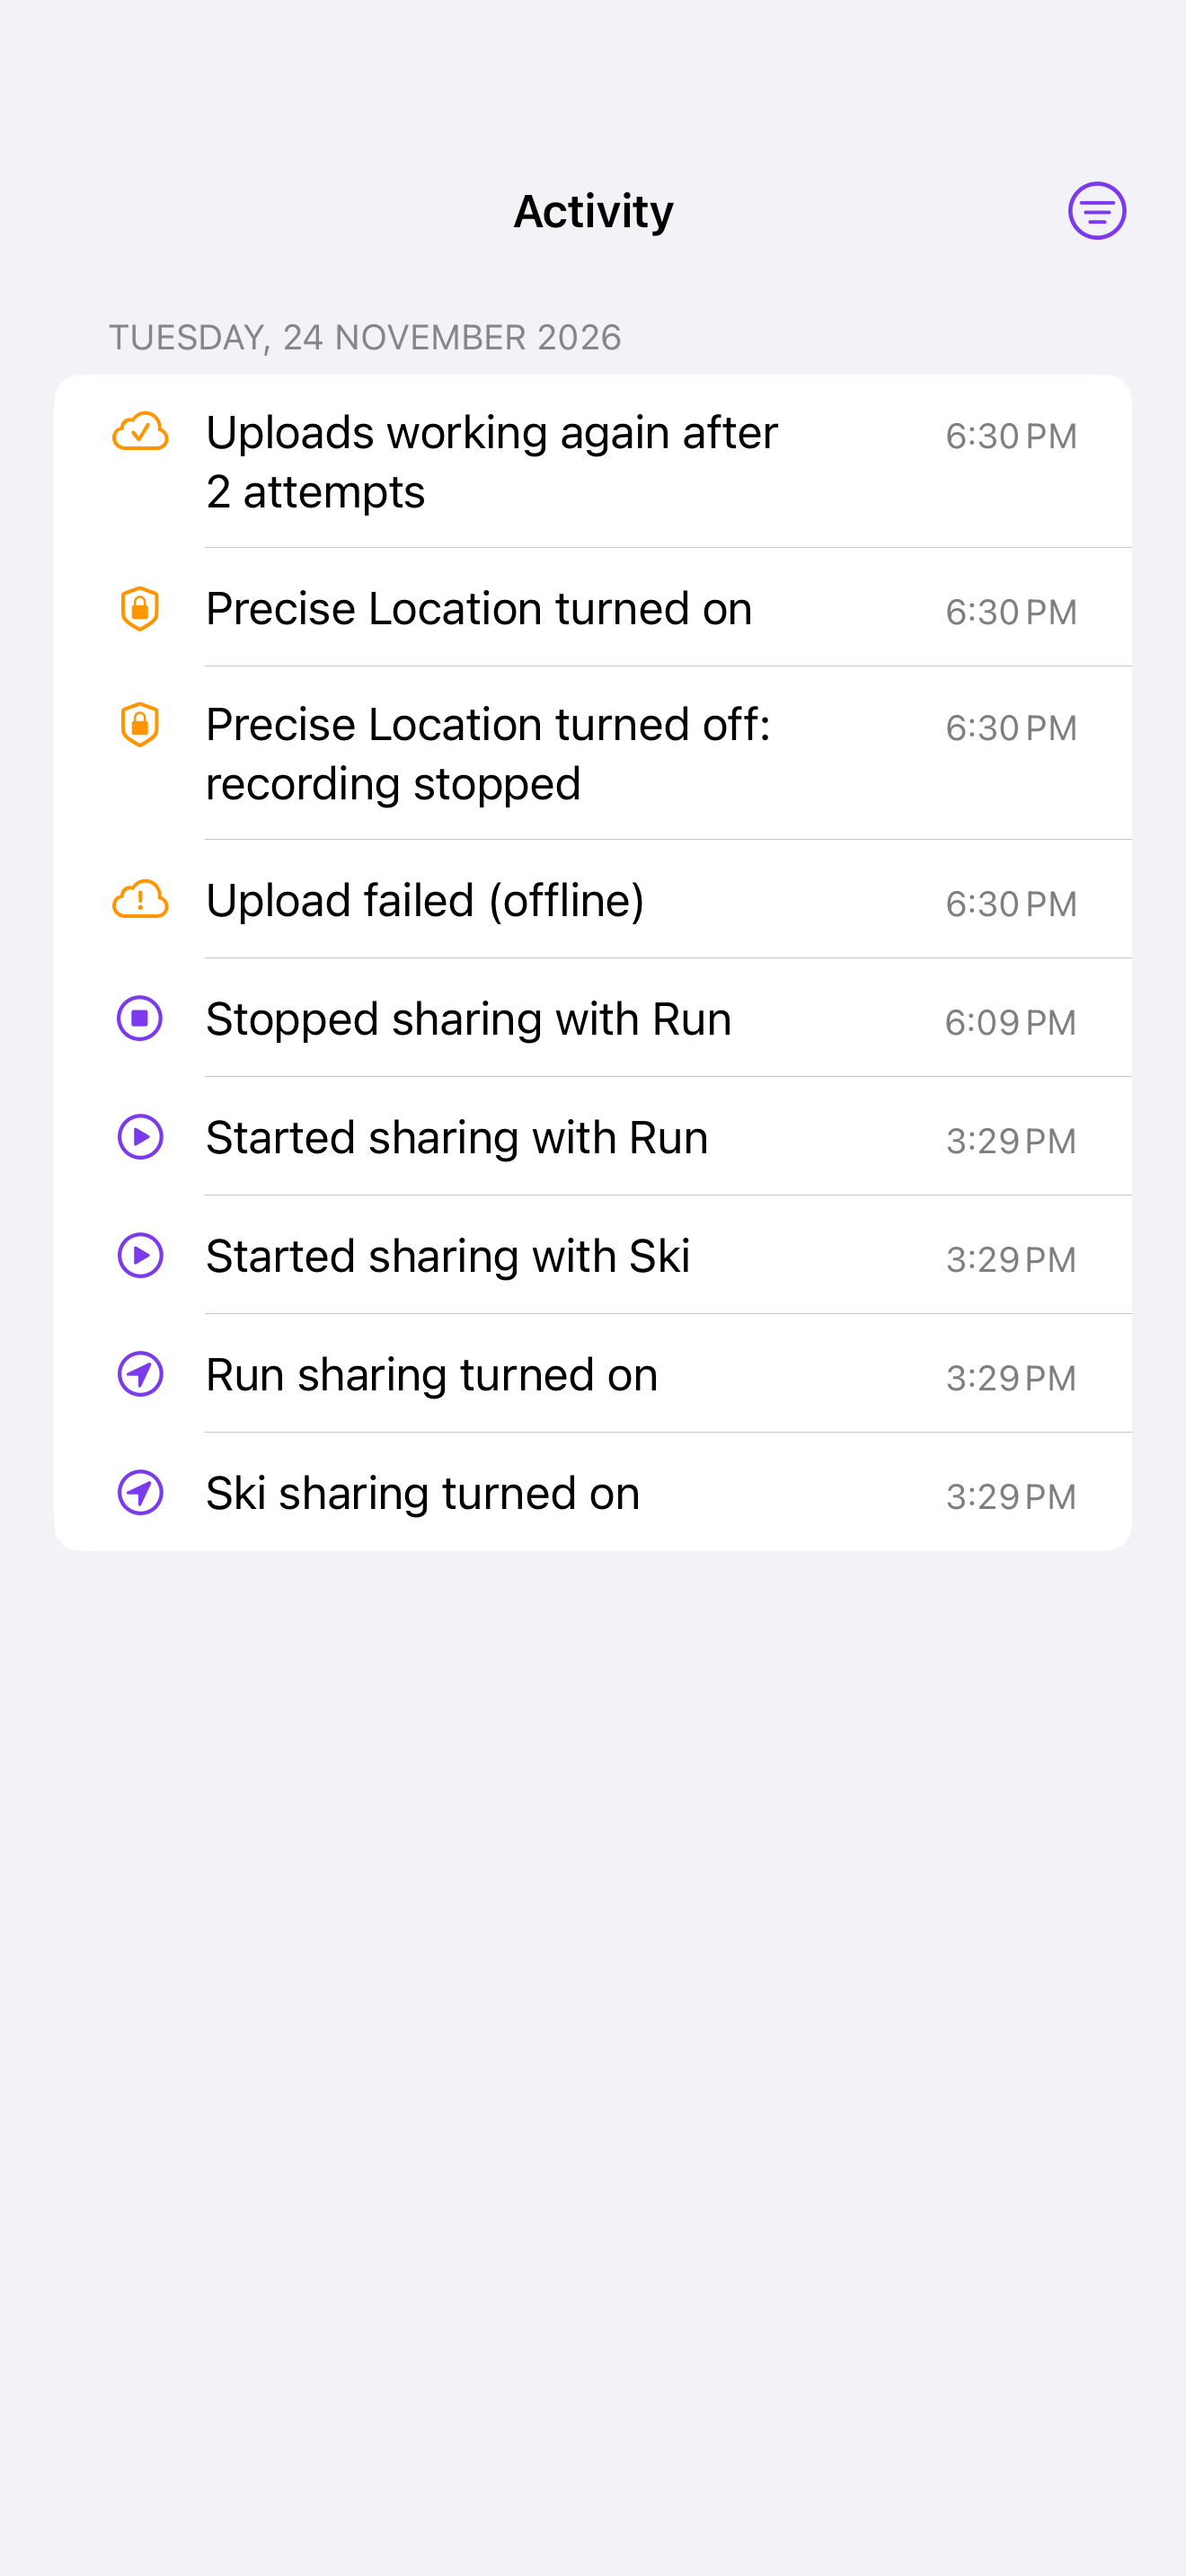 Activity
TUESDAY, 24 NOVEMBER 2026
Uploads working again after
2 attempts
6:30 PM
Precise Location turned on
6:30 PM
Precise Location turned off:
recording stopped
6:30 PM
Upload failed (offline)
6:30 PM
Stopped sharing with Run
6:09 PM
Started sharing with Run
3:29 PM
Started sharing with Ski
3:29 PM
Run sharing turned on
3:29 PM
Ski sharing turned on
3:29 PM